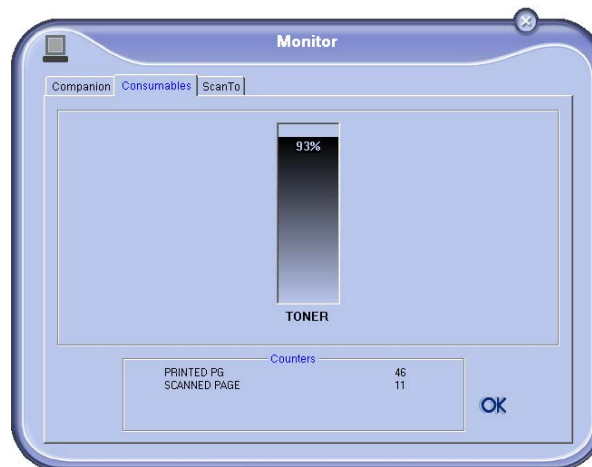 Monitor
Companion Consumables ScanTo
93%
TONER
Counters
PRINTED PG 46
SCANNED PAGE 11
OK